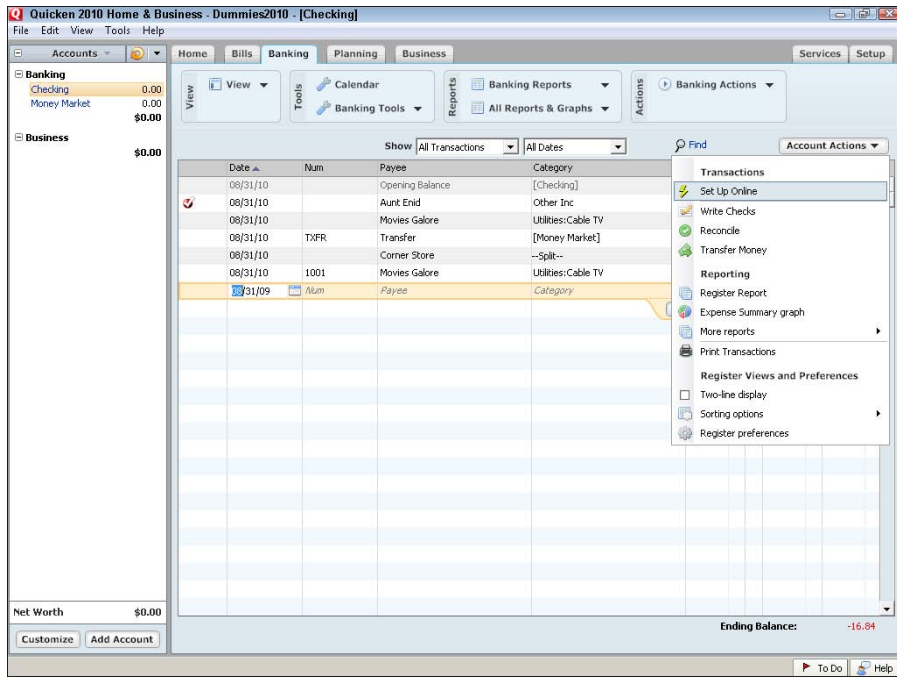 Quicken 2010 Home & Business - Dummies2010 - [Checking]
File Edit View Tools Help
Accounts
Home Bills Banking Planning Business Services Setup
Banking
Checking 0.00
Money Market 0.00
$0.00
Business
$0.00
View
View
Tools
Calendar
Banking Tools
Reports
Banking Reports
All Reports & Graphs
Actions
Banking Actions
Show All Transactions All Dates Find Account Actions
Date Num Payee Category
08/31/10 Opening Balance [Checking]
08/31/10 Aunt Enid Other Inc
08/31/10 Movies Galore Utilities:Cable TV
08/31/10 TXFR Transfer [Money Market]
08/31/10 Corner Store --Split--
08/31/10 1001 Movies Galore Utilities:Cable TV
08/31/09 Num Payee Category
Transactions
Set Up Online
Write Checks
Reconcile
Transfer Money
Reporting
Register Report
Expense Summary graph
More reports
Print Transactions
Register Views and Preferences
Two-line display
Sorting options
Register preferences
Net Worth $0.00
Customize Add Account
Ending Balance: -16.84
To Do Help